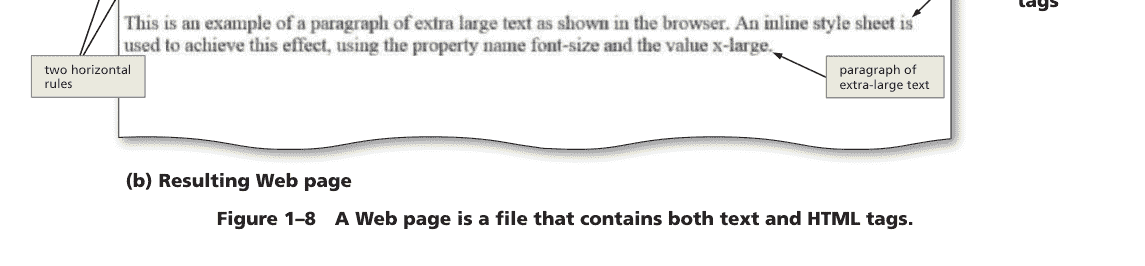 tags
This is an example of a paragraph of extra large text as shown in the browser. An inline style sheet is
used to achieve this effect, using the property name font-size and the value x-large.
two horizontal
rules
paragraph of
extra-large text
(b) Resulting Web page
Figure 1–8 A Web page is a file that contains both text and HTML tags.